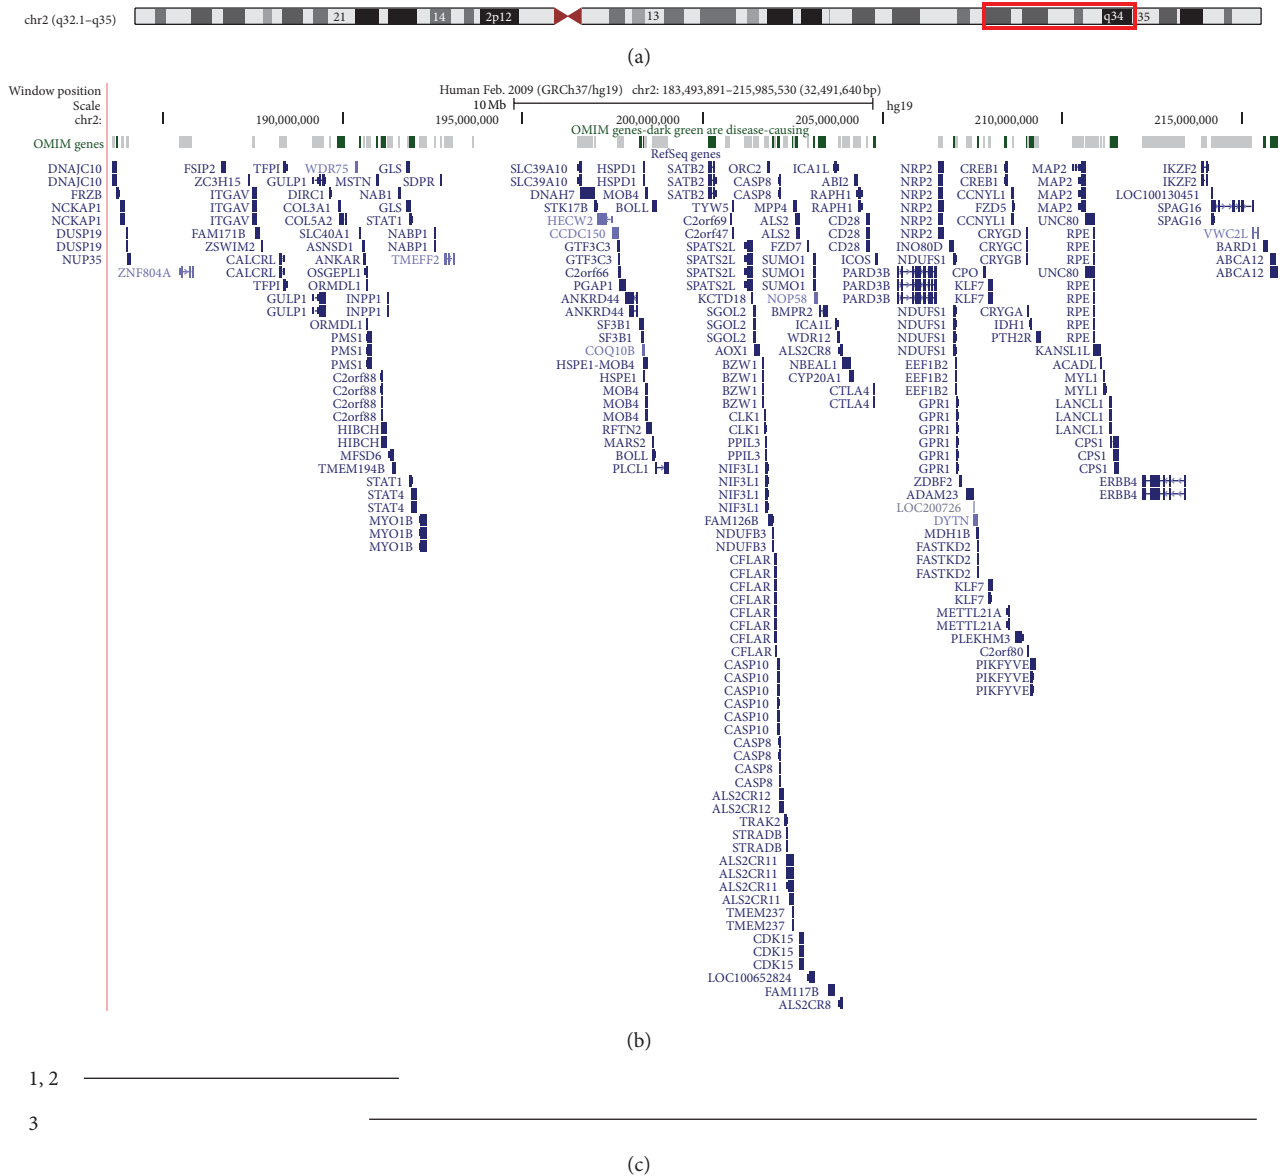 chr2 (q32.1–q35) 21 14 2p12 13 q34 35
(a)
Window position Human Feb. 2009 (GRCh37/hg19) chr2: 183,493,891–215,985,530 (32,491,640 bp)
Scale 10 Mb hg19
chr2: 190,000,000 195,000,000 200,000,000 205,000,000 210,000,000 215,000,000
OMIM genes-dark green are disease-causing
OMIM genes
RefSeq genes
DNAJC10 FSIP2 TFPI WDR75 GLS SLC39A10 HSPD1 SATB2 ORC2 ICA1L NRP2 CREB1 MAP2 IKZF2
DNAJC10 ZC3H15 GULP1 MSTN SDPR SLC39A10 HSPD1 SATB2 CASP8 ABI2 NRP2 CREB1 MAP2 IKZF2
FRZB ITGAV DIRC1 NAB1 DNAH7 MOB4 SATB2 CASP8 RAPH1 NRP2 CCNYL1 MAP2 LOC100130451
NCKAP1 ITGAV COL3A1 GLS STK17B BOLL TYW5 MPP4 RAPH1 NRP2 FZD5 MAP2 SPAG16
NCKAP1 ITGAV COL5A2 STAT1 HECW2 C2orf69 ALS2 CD28 NRP2 CCNYL1 UNC80 SPAG16
DUSP19 FAM171B SLC40A1 NABP1 CCDC150 C2orf47 ALS2 CD28 NRP2 CRYGD RPE VWC2L
DUSP19 ZSWIM2 ASNSD1 NABP1 GTF3C3 SPATS2L FZD7 CD28 INO80D CRYGC RPE BARD1
NUP35 CALCRL ANKAR TMEFF2 GTF3C3 SPATS2L SUMO1 ICOS NDUFS1 CRYGB RPE ABCA12
ZNF804A CALCRL OSGEPL1 C2orf66 SPATS2L SUMO1 PARD3B CPO UNC80 ABCA12
TFPI ORMDL1 PGAP1 SPATS2L SUMO1 PARD3B KLF7 RPE
GULP1 INPP1 ANKRD44 KCTD18 NOP58 PARD3B KLF7 RPE
GULP1 INPP1 ANKRD44 SGOL2 BMPR2 NDUFS1 CRYGA RPE
ORMDL1 SF3B1 SGOL2 ICA1L NDUFS1 IDH1 RPE
PMS1 SF3B1 SGOL2 WDR12 NDUFS1 PTH2R RPE
PMS1 COQ10B AOX1 ALS2CR8 NDUFS1 KANSL1L
PMS1 HSPE1-MOB4 BZW1 NBEAL1 EEF1B2 ACADL
C2orf88 HSPE1 BZW1 CYP20A1 EEF1B2 MYL1
C2orf88 MOB4 BZW1 CTLA4 EEF1B2 MYL1
C2orf88 MOB4 BZW1 CTLA4 GPR1 LANCL1
C2orf88 MOB4 CLK1 GPR1 LANCL1
HIBCH RFTN2 CLK1 GPR1 LANCL1
HIBCH MARS2 PPIL3 GPR1 CPS1
MFSD6 BOLL PPIL3 GPR1 CPS1
TMEM194B PLCL1 NIF3L1 GPR1 CPS1
STAT1 NIF3L1 ZDBF2 ERBB4
STAT4 NIF3L1 ADAM23 ERBB4
STAT4 NIF3L1 LOC200726
MYO1B FAM126B DYTN
MYO1B NDUFB3 MDH1B
MYO1B NDUFB3 FASTKD2
CFLAR FASTKD2
CFLAR FASTKD2
CFLAR KLF7
CFLAR KLF7
CFLAR METTL21A
CFLAR METTL21A
CFLAR PLEKHM3
CFLAR C2orf80
CASP10 PIKFYVE
CASP10 PIKFYVE
CASP10 PIKFYVE
CASP10
CASP10
CASP10
CASP8
CASP8
CASP8
CASP8
ALS2CR12
ALS2CR12
TRAK2
STRADB
STRADB
ALS2CR11
ALS2CR11
ALS2CR11
ALS2CR11
TMEM237
TMEM237
CDK15
CDK15
CDK15
LOC100652824
FAM117B
ALS2CR8
(b)
1, 2
3
(c)